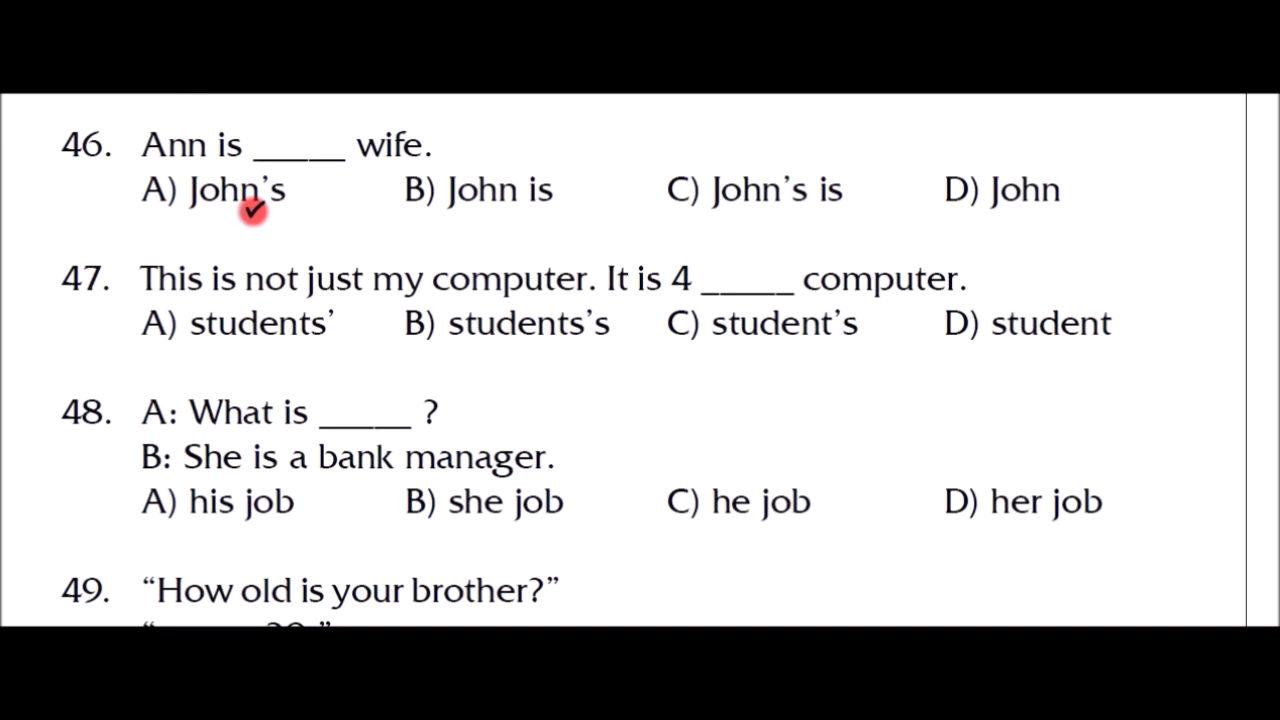 46. Ann is _____ wife.
A) John's B) John is C) John's is D) John
47. This is not just my computer. It is 4 _____ computer.
A) students' B) students's C) student's D) student
48. A: What is _____ ?
B: She is a bank manager.
A) his job B) she job C) he job D) her job
49. “How old is your brother?”